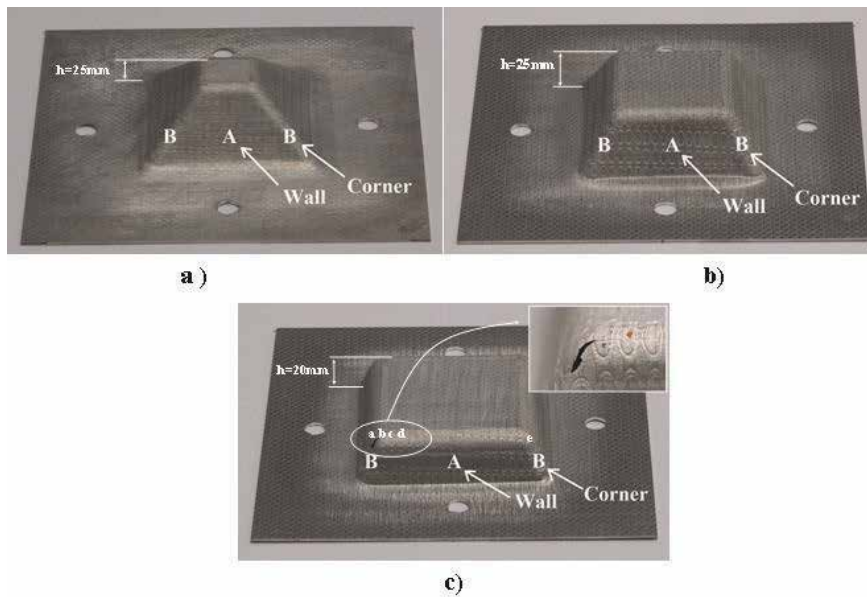 h=25mm
B A B
Wall
Corner
a )
h=25mm
B A B
Wall
Corner
b)
h=20mm
a b c d
e
B A B
Wall
Corner
c)